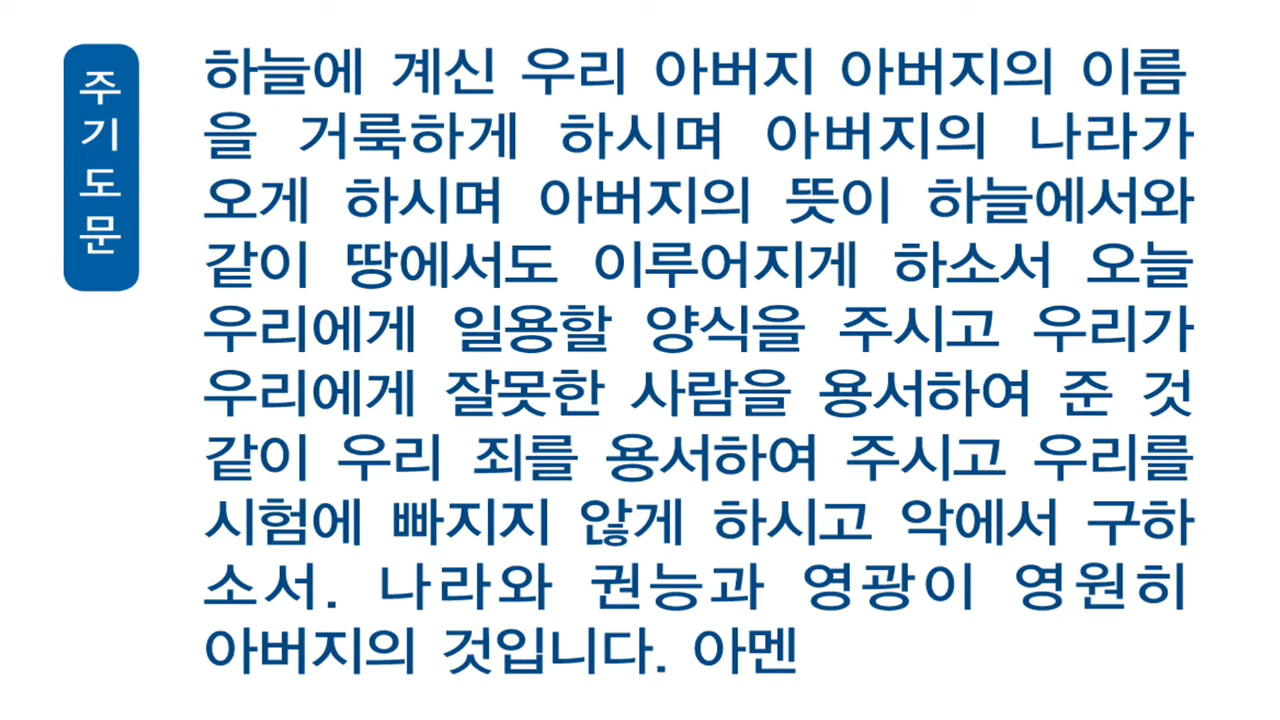 주기도문
하늘에 계신 우리 아버지 아버지의 이름
을 거룩하게 하시며 아버지의 나라가
오게 하시며 아버지의 뜻이 하늘에서와
같이 땅에서도 이루어지게 하소서 오늘
우리에게 일용할 양식을 주시고 우리가
우리에게 잘못한 사람을 용서하여 준 것
같이 우리 죄를 용서하여 주시고 우리를
시험에 빠지지 않게 하시고 악에서 구하
소서. 나라와 권능과 영광이 영원히
아버지의 것입니다. 아멘